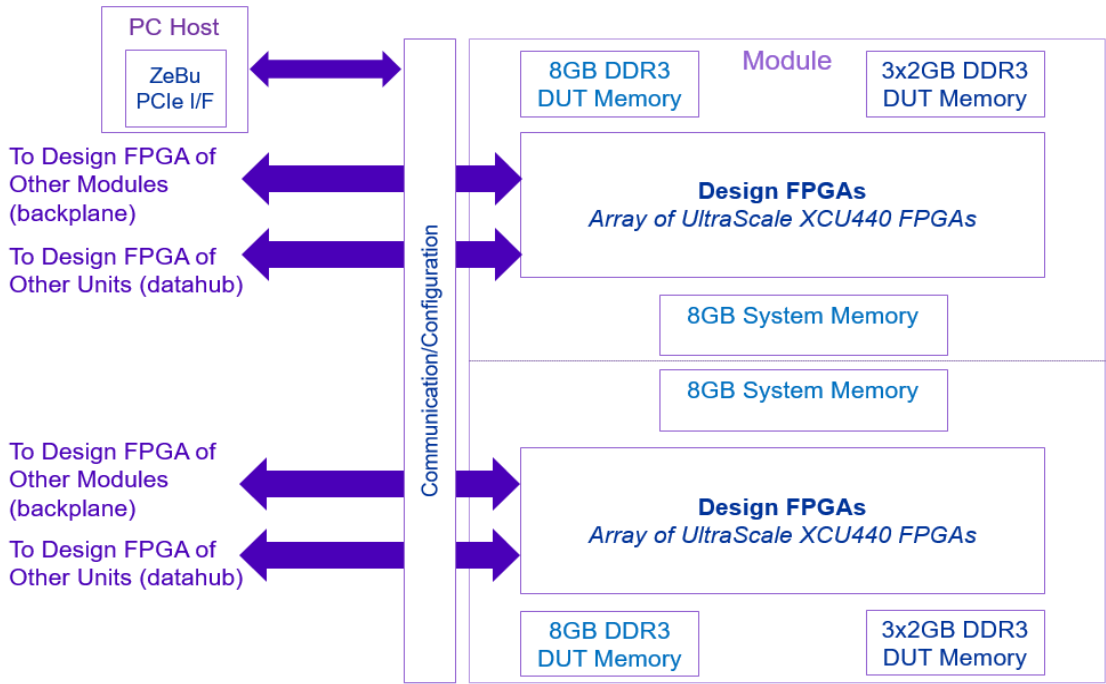 PC Host
ZeBu
PCIe I/F
To Design FPGA of
Other Modules
(backplane)
To Design FPGA of
Other Units (datahub)
To Design FPGA of
Other Modules
(backplane)
To Design FPGA of
Other Units (datahub)
Communication/Configuration
Module
8GB DDR3
DUT Memory
3x2GB DDR3
DUT Memory
Design FPGAs
Array of UltraScale XCU440 FPGAs
8GB System Memory
8GB System Memory
Design FPGAs
Array of UltraScale XCU440 FPGAs
8GB DDR3
DUT Memory
3x2GB DDR3
DUT Memory